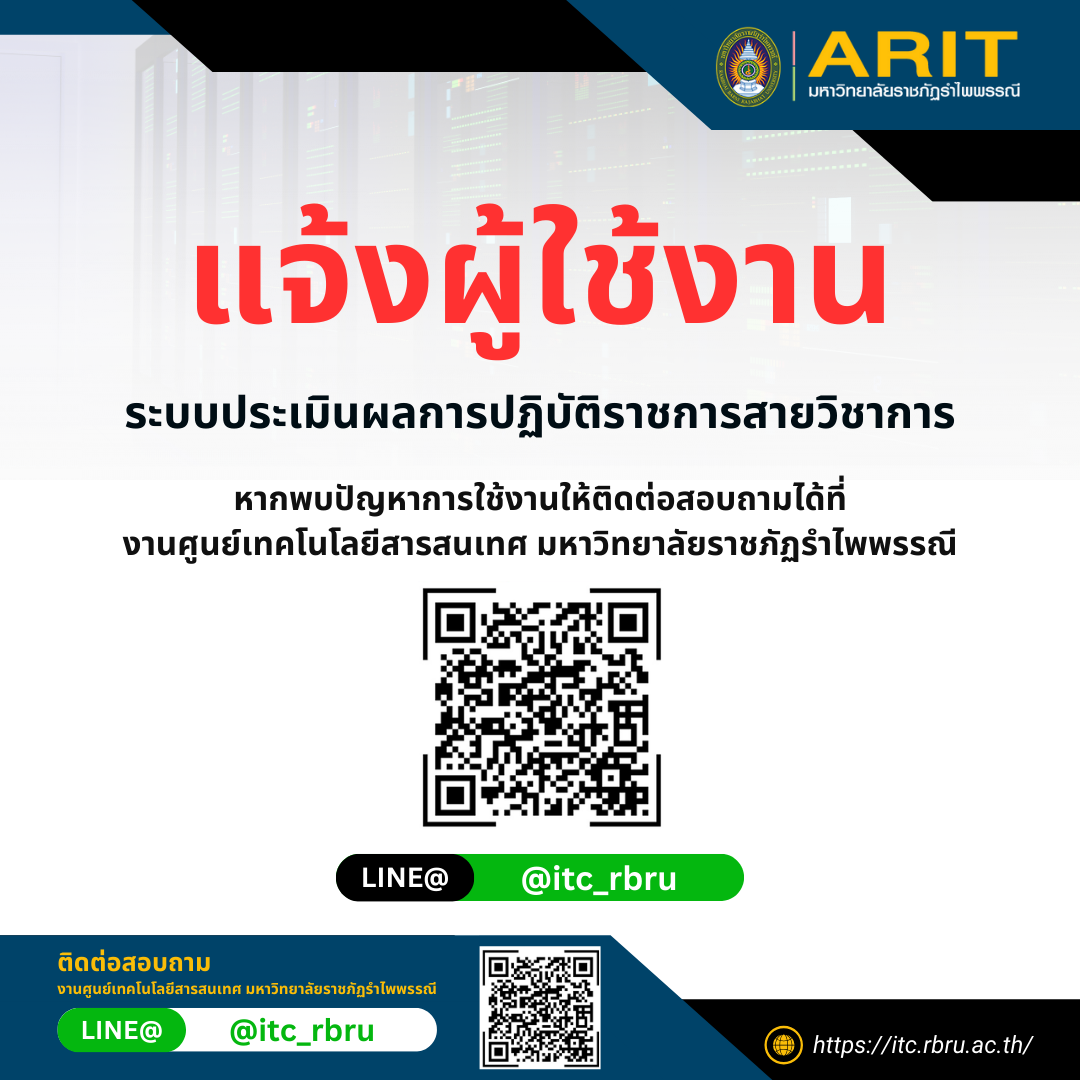 ARIT
มหาวิทยาลัยราชภัฏรำไพพรรณี
แจ้งผู้ใช้งาน
ระบบประเมินผลการปฏิบัติราชการสายวิชาการ
หากพบปัญหาการใช้งานให้ติดต่อสอบถามได้ที่
งานศูนย์เทคโนโลยีสารสนเทศ มหาวิทยาลัยราชภัฏรำไพพรรณี
LINE@ @itc_rbru
ติดต่อสอบถาม
งานศูนย์เทคโนโลยีสารสนเทศ มหาวิทยาลัยราชภัฏรำไพพรรณี
LINE@ @itc_rbru
https://itc.rbru.ac.th/